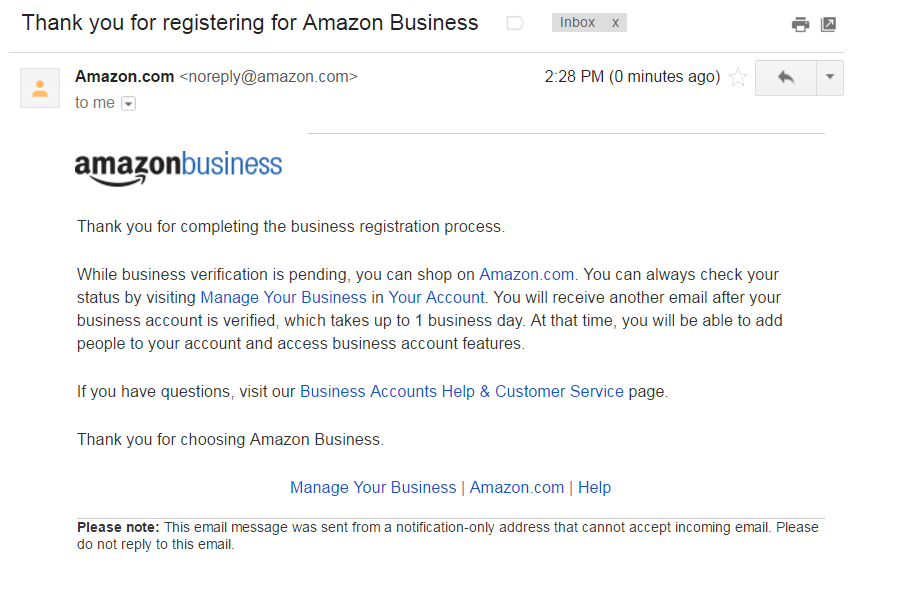 Thank you for registering for Amazon Business
Inbox x
Amazon.com <noreply@amazon.com>
2:28 PM (0 minutes ago)
to me
amazonbusiness
Thank you for completing the business registration process.
While business verification is pending, you can shop on Amazon.com. You can always check your
status by visiting Manage Your Business in Your Account. You will receive another email after your
business account is verified, which takes up to 1 business day. At that time, you will be able to add
people to your account and access business account features.
If you have questions, visit our Business Accounts Help & Customer Service page.
Thank you for choosing Amazon Business.
Manage Your Business | Amazon.com | Help
Please note: This email message was sent from a notification-only address that cannot accept incoming email. Please
do not reply to this email.